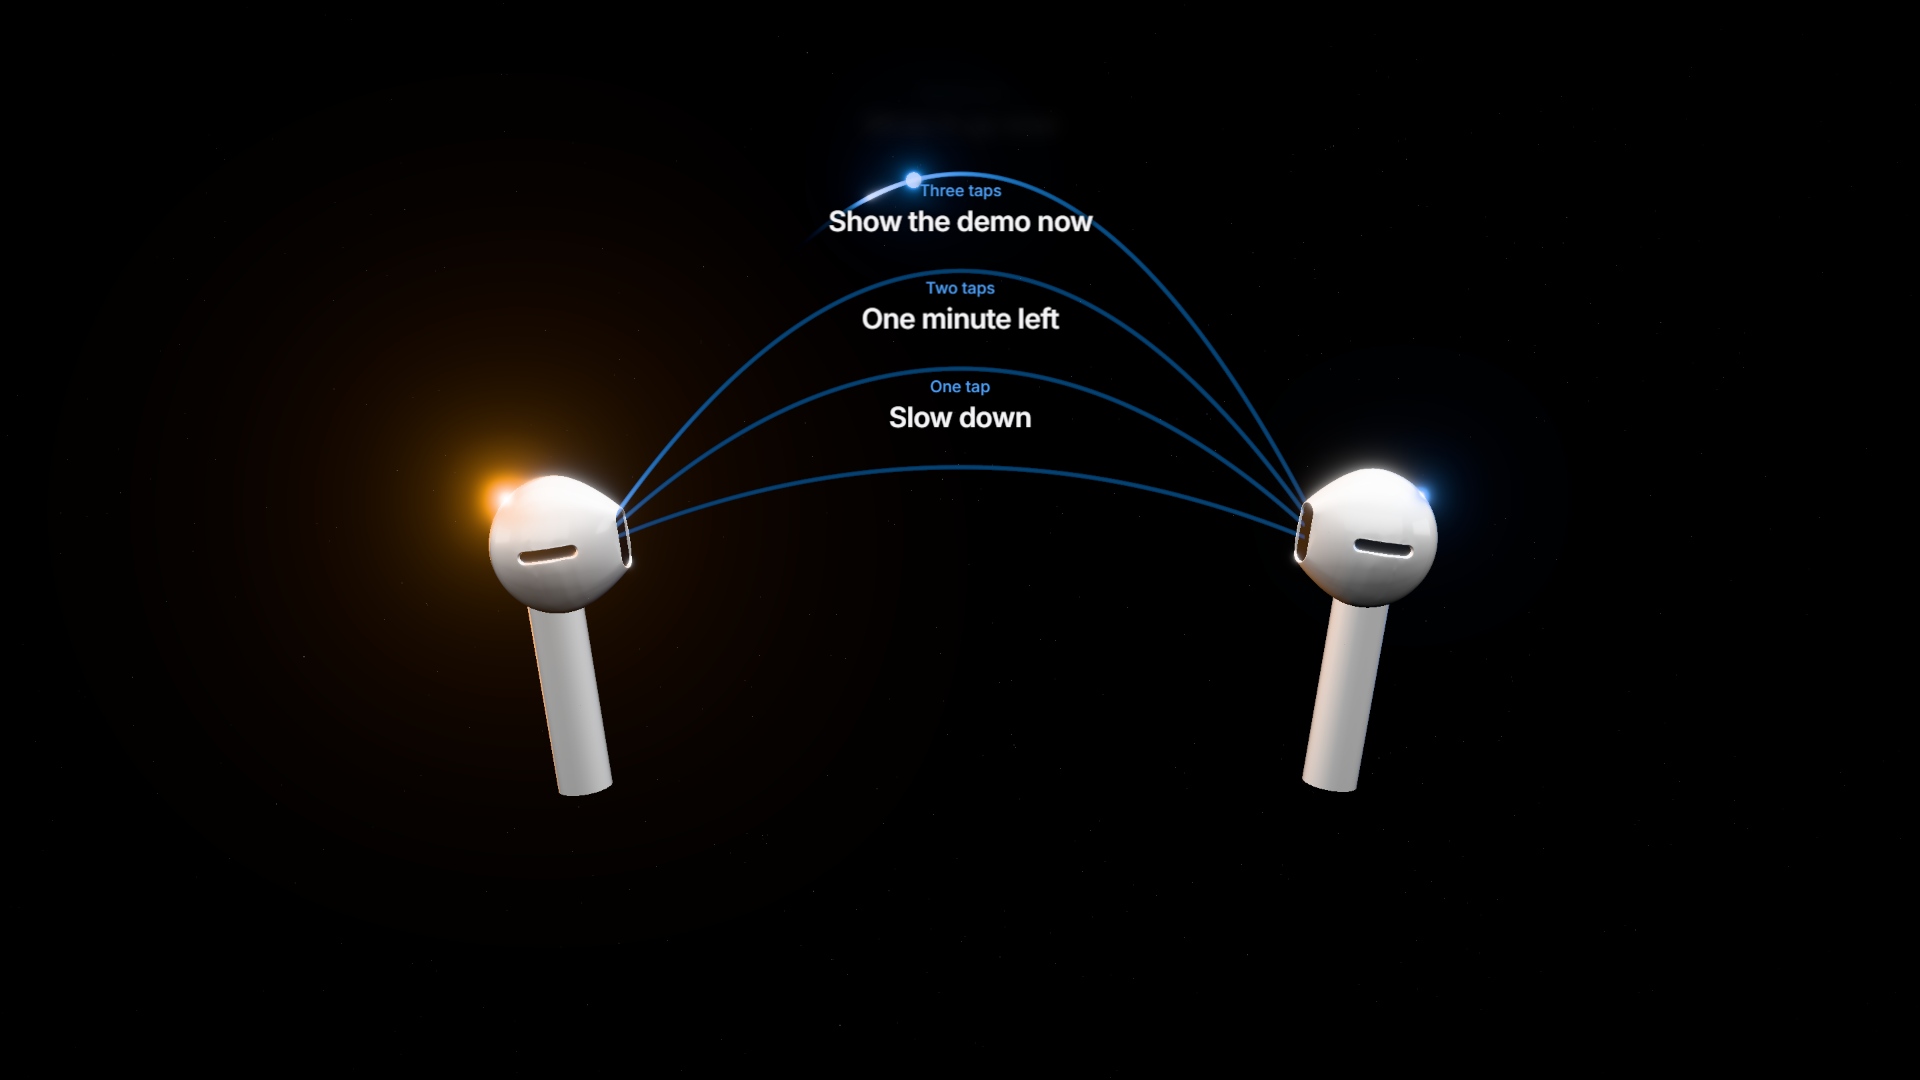 Three taps
Show the demo now
Two taps
One minute left
One tap
Slow down